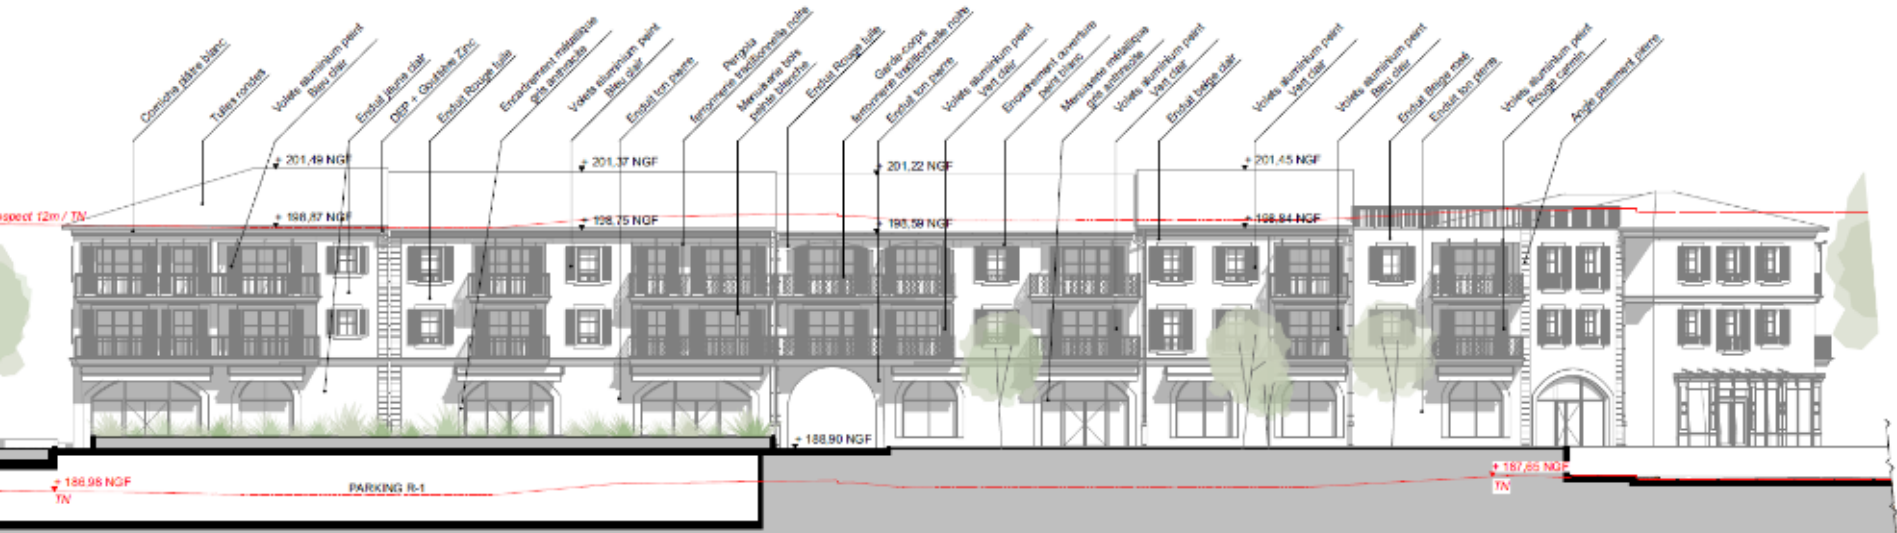 Corniche plâtre blanc
Tuiles rondes
Volets aluminium peint
Bleu clair
Enduit jaune clair
DEP + Gouttière Zinc
Enduit Rouge tuile
Encadrement métallique
gris anthracite
Volets aluminium peint
Bleu clair
Enduit ton pierre
Pergola
ferronnerie traditionnelle noire
Menuiserie bois
peinte blanche
Enduit Rouge tuile
Garde-corps
ferronnerie traditionnelle noire
Enduit ton pierre
Volets aluminium peint
Vert clair
Encadrement ouverture
peint blanc
Menuiserie métallique
gris anthracite
Volets aluminium peint
Vert clair
Enduit beige clair
Volets aluminium peint
Vert clair
Volets aluminium peint
clair
Enduit Beige rosé
Enduit ton pierre
Volets aluminium peint
Rouge carmin
Angle parement pierre
+ 201,49 NGF
+ 201,37 NGF
+ 201,22 NGF
+ 201,45 NGF
ospect 12m / TN
+ 198,87 NGF
+ 198,75 NGF
+ 198,59 NGF
+ 198,84 NGF
+ 188,90 NGF
+ 186,98 NGF
TN
PARKING R-1
+ 187,65 NGF
TN